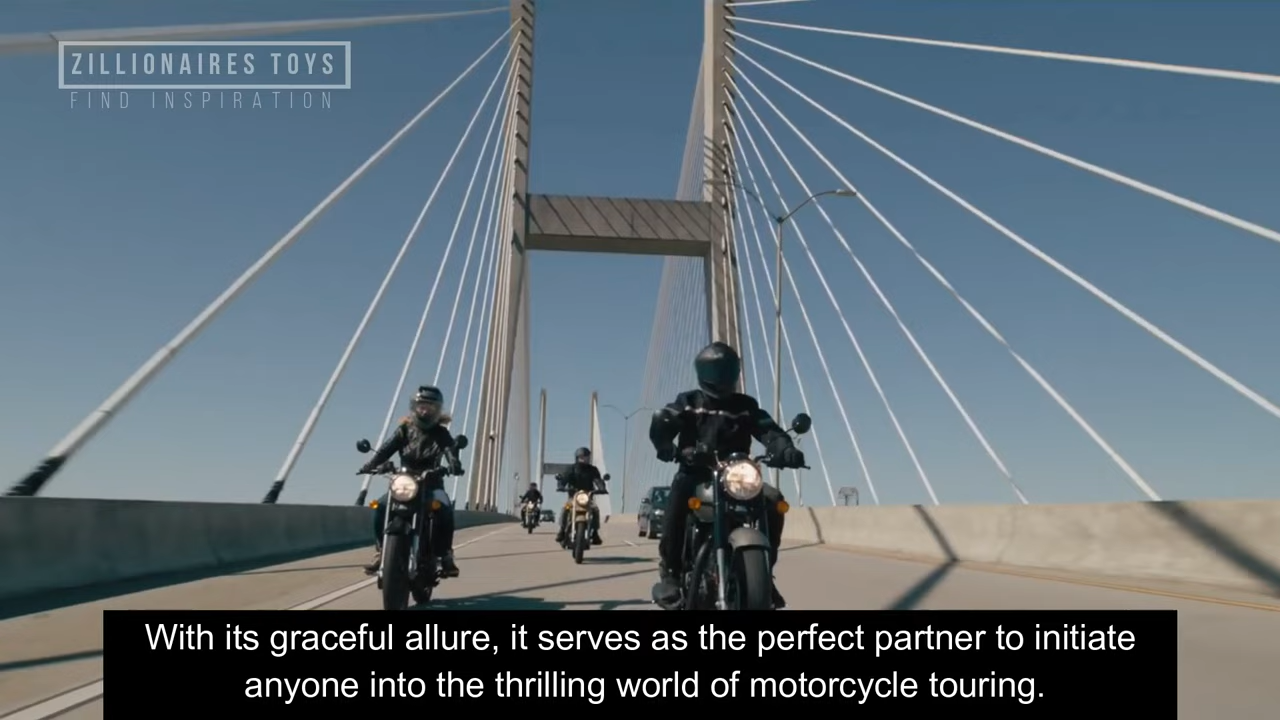 ZILLIONAIRES TOYS
FIND INSPIRATION
With its graceful allure, it serves as the perfect partner to initiate
anyone into the thrilling world of motorcycle touring.